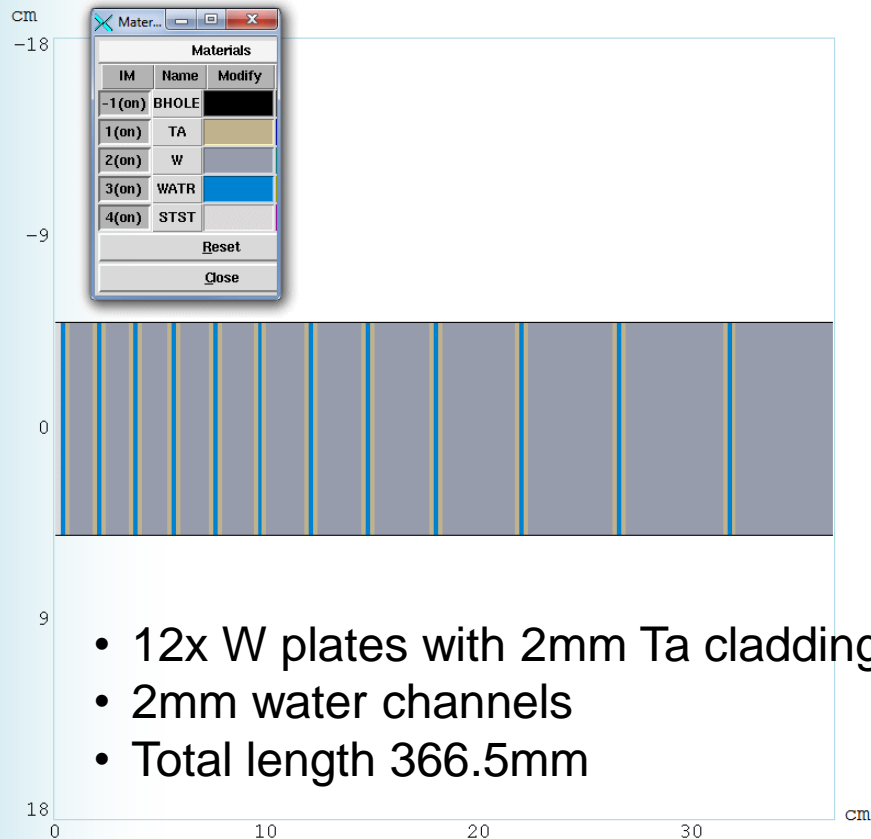 cm
-18
Mater...
Materials
IM Name Modify
-1(on) BHOLE
1(on) TA
2(on) W
3(on) WATR
4(on) STST
Reset
Close
-9
0
9
• 12x W plates with 2mm Ta cladding
• 2mm water channels
• Total length 366.5mm
18
cm
0 10 20 30